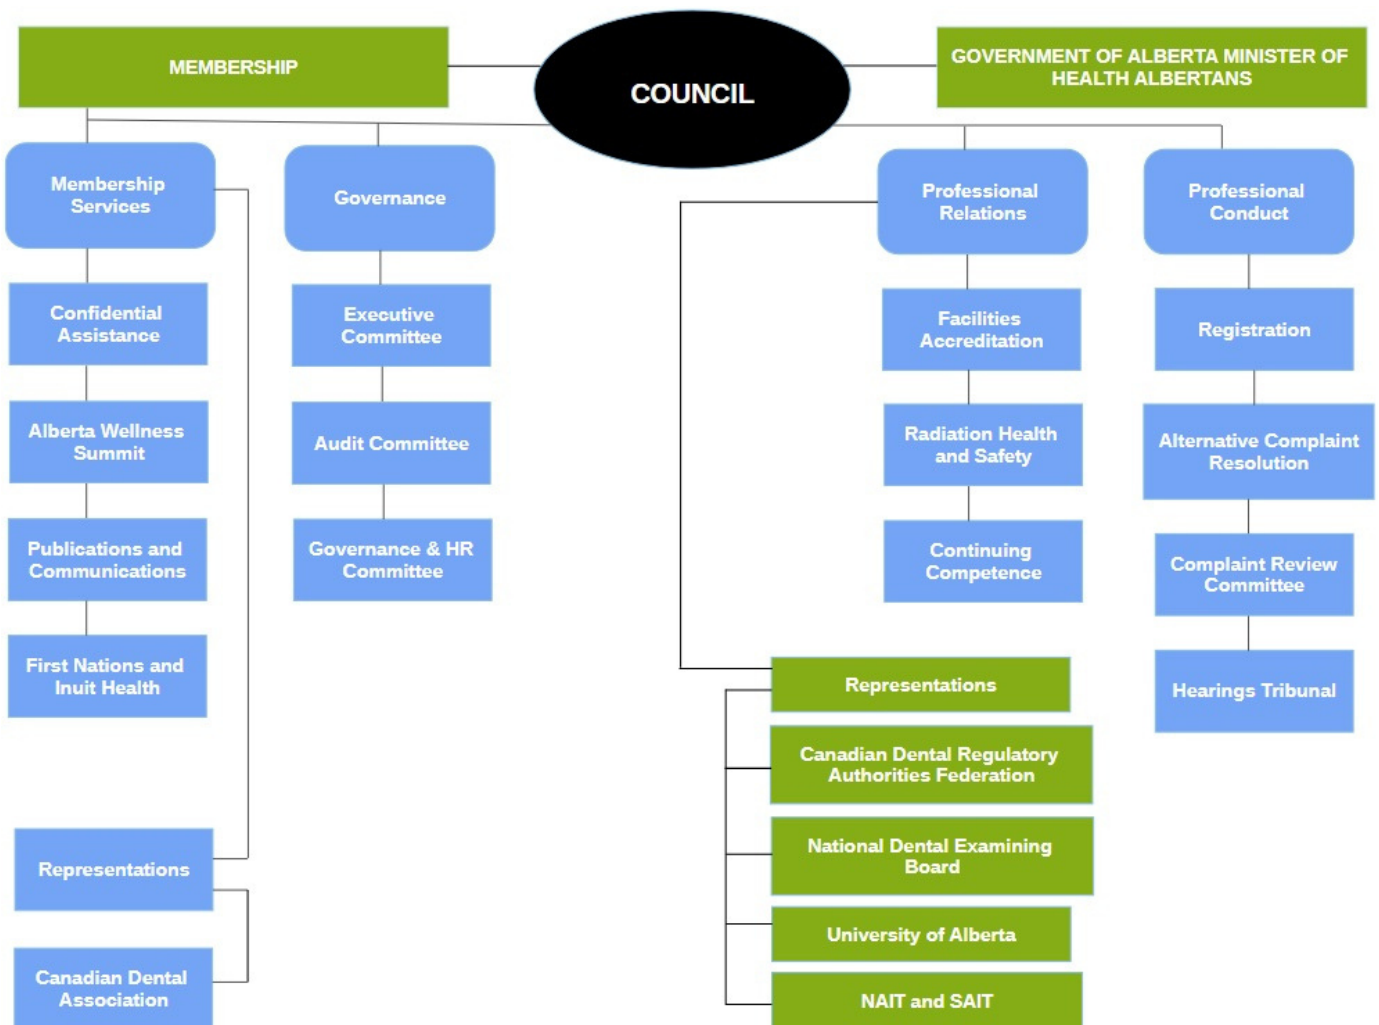 MEMBERSHIP
COUNCIL
GOVERNMENT OF ALBERTA MINISTER OF
HEALTH ALBERTANS
Membership
Services
Confidential
Assistance
Alberta Wellness
Summit
Publications and
Communications
First Nations and
Inuit Health
Representations
Canadian Dental
Association
Governance
Executive
Committee
Audit Committee
Governance & HR
Committee
Professional
Relations
Facilities
Accreditation
Radiation Health
and Safety
Continuing
Competence
Representations
Canadian Dental Regulatory
Authorities Federation
National Dental Examining
Board
University of Alberta
NAIT and SAIT
Professional
Conduct
Registration
Alternative Complaint
Resolution
Complaint Review
Committee
Hearings Tribunal